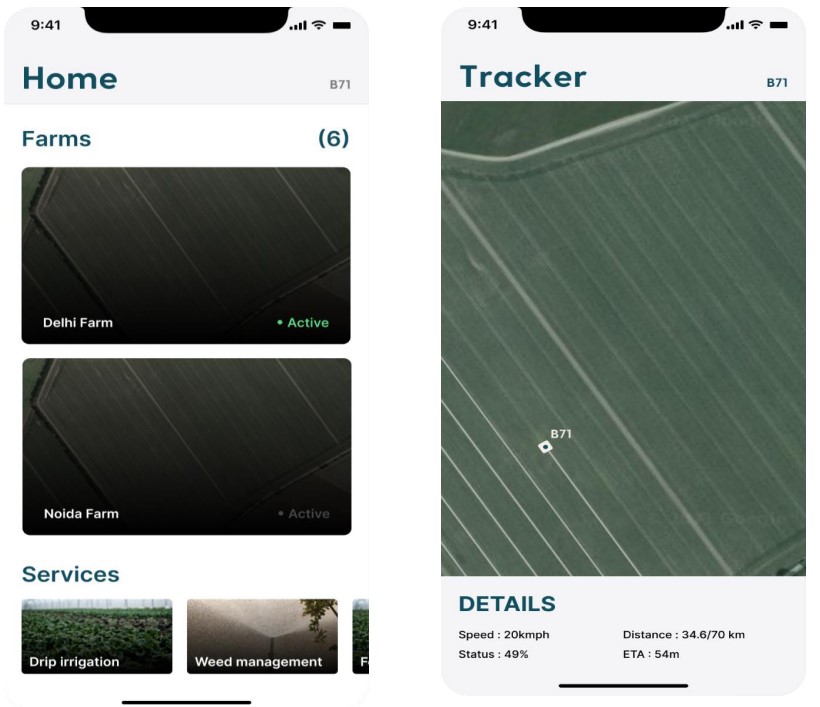 9:41
Home
B71
Farms
(6)
Delhi Farm
• Active
Noida Farm
• Active
Services
Drip irrigation
Weed management
9:41
Tracker
B71
B71
DETAILS
Speed : 20kmph
Distance : 34.6/70 km
Status : 49%
ETA : 54m